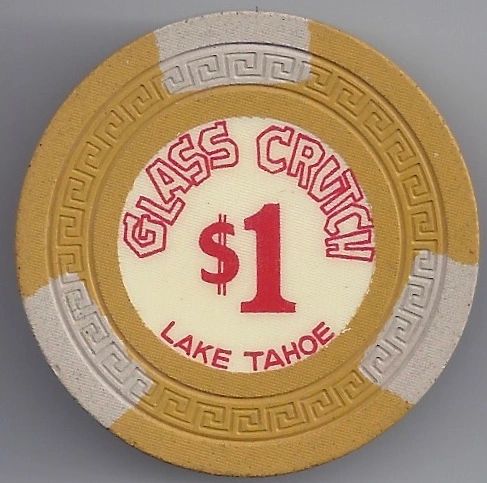 GLASS CRUTCH
$1
LAKE TAHOE